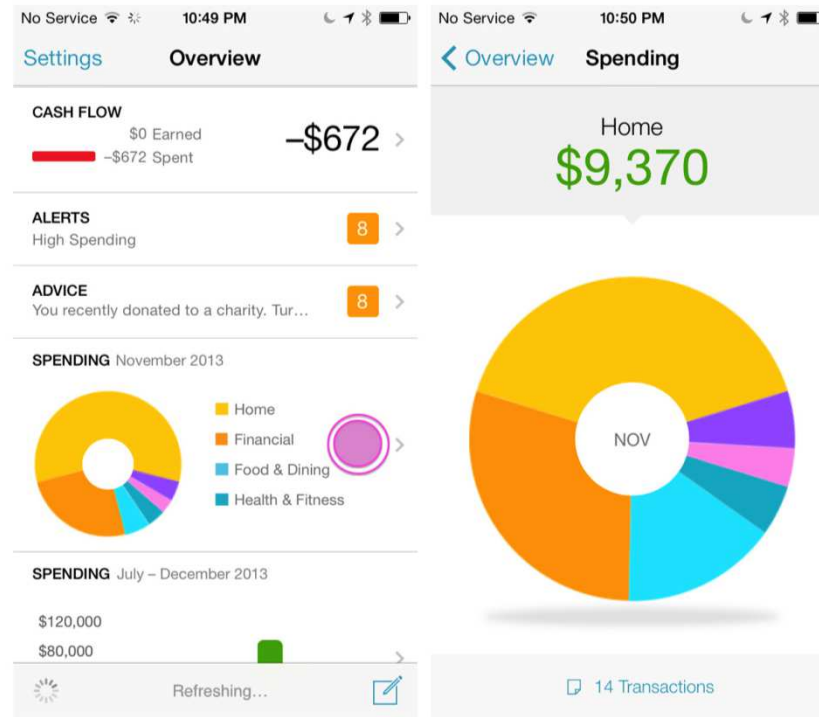 No Service 10:49 PM
Settings Overview
CASH FLOW
$0 Earned
–$672 Spent
–$672
ALERTS
High Spending
8
ADVICE
You recently donated to a charity. Tur...
8
SPENDING November 2013
Home
Financial
Food & Dining
Health & Fitness
SPENDING July – December 2013
$120,000
$80,000
Refreshing...
No Service 10:50 PM
Overview Spending
Home
$9,370
NOV
14 Transactions